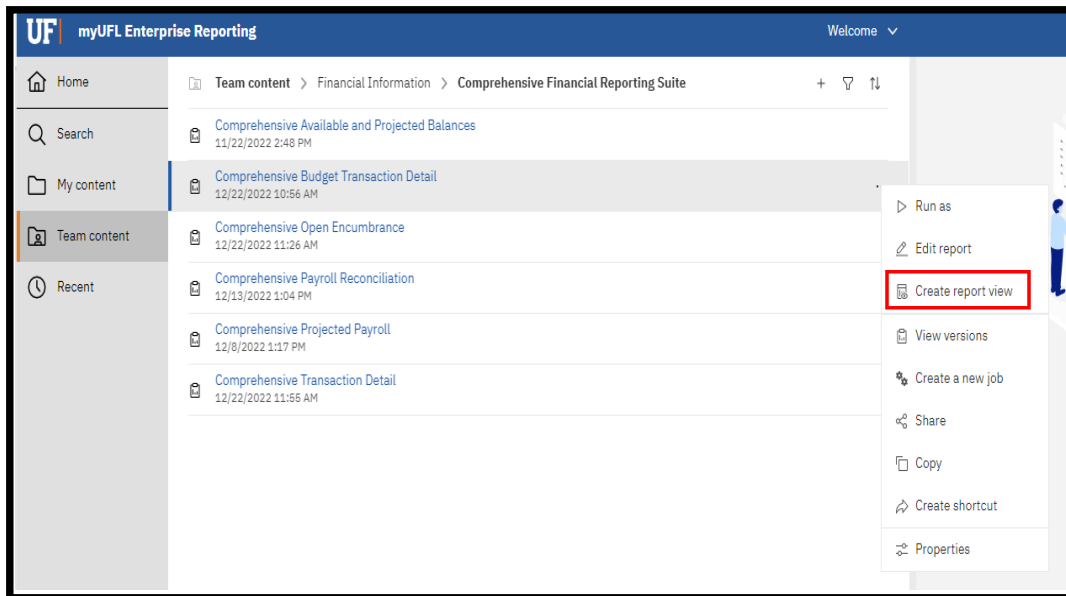 UF myUFL Enterprise Reporting Welcome
Home
Search
My content
Team content
Recent
Team content > Financial Information > Comprehensive Financial Reporting Suite
Comprehensive Available and Projected Balances
11/22/2022 2:48 PM
Comprehensive Budget Transaction Detail
12/22/2022 10:56 AM
Comprehensive Open Encumbrance
12/22/2022 11:26 AM
Comprehensive Payroll Reconciliation
12/13/2022 1:04 PM
Comprehensive Projected Payroll
12/8/2022 1:17 PM
Comprehensive Transaction Detail
12/22/2022 11:55 AM
Run as
Edit report
Create report view
View versions
Create a new job
Share
Copy
Create shortcut
Properties